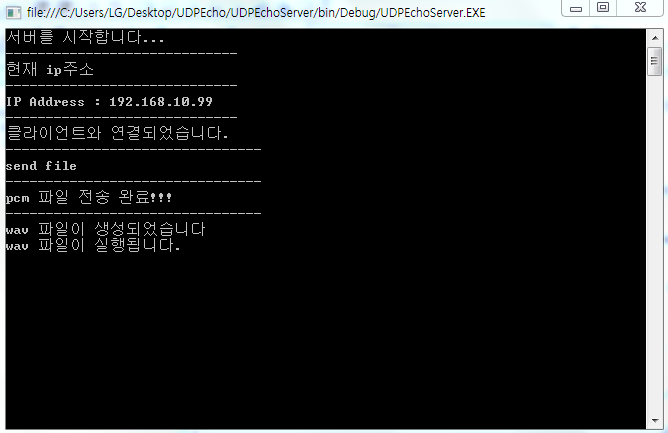 file:///C:/Users/LG/Desktop/UDPEcho/UDPEchoServer/bin/Debug/UDPEchoServer.EXE
서버를 시작합니다...
-----------------------------
현재 ip주소
-----------------------------
IP Address : 192.168.10.99
-----------------------------
클라이언트와 연결되었습니다.
--------------------------------
send file
--------------------------------
pcm 파일 전송 완료!!!
--------------------------------
wav 파일이 생성되었습니다
wav 파일이 실행됩니다.